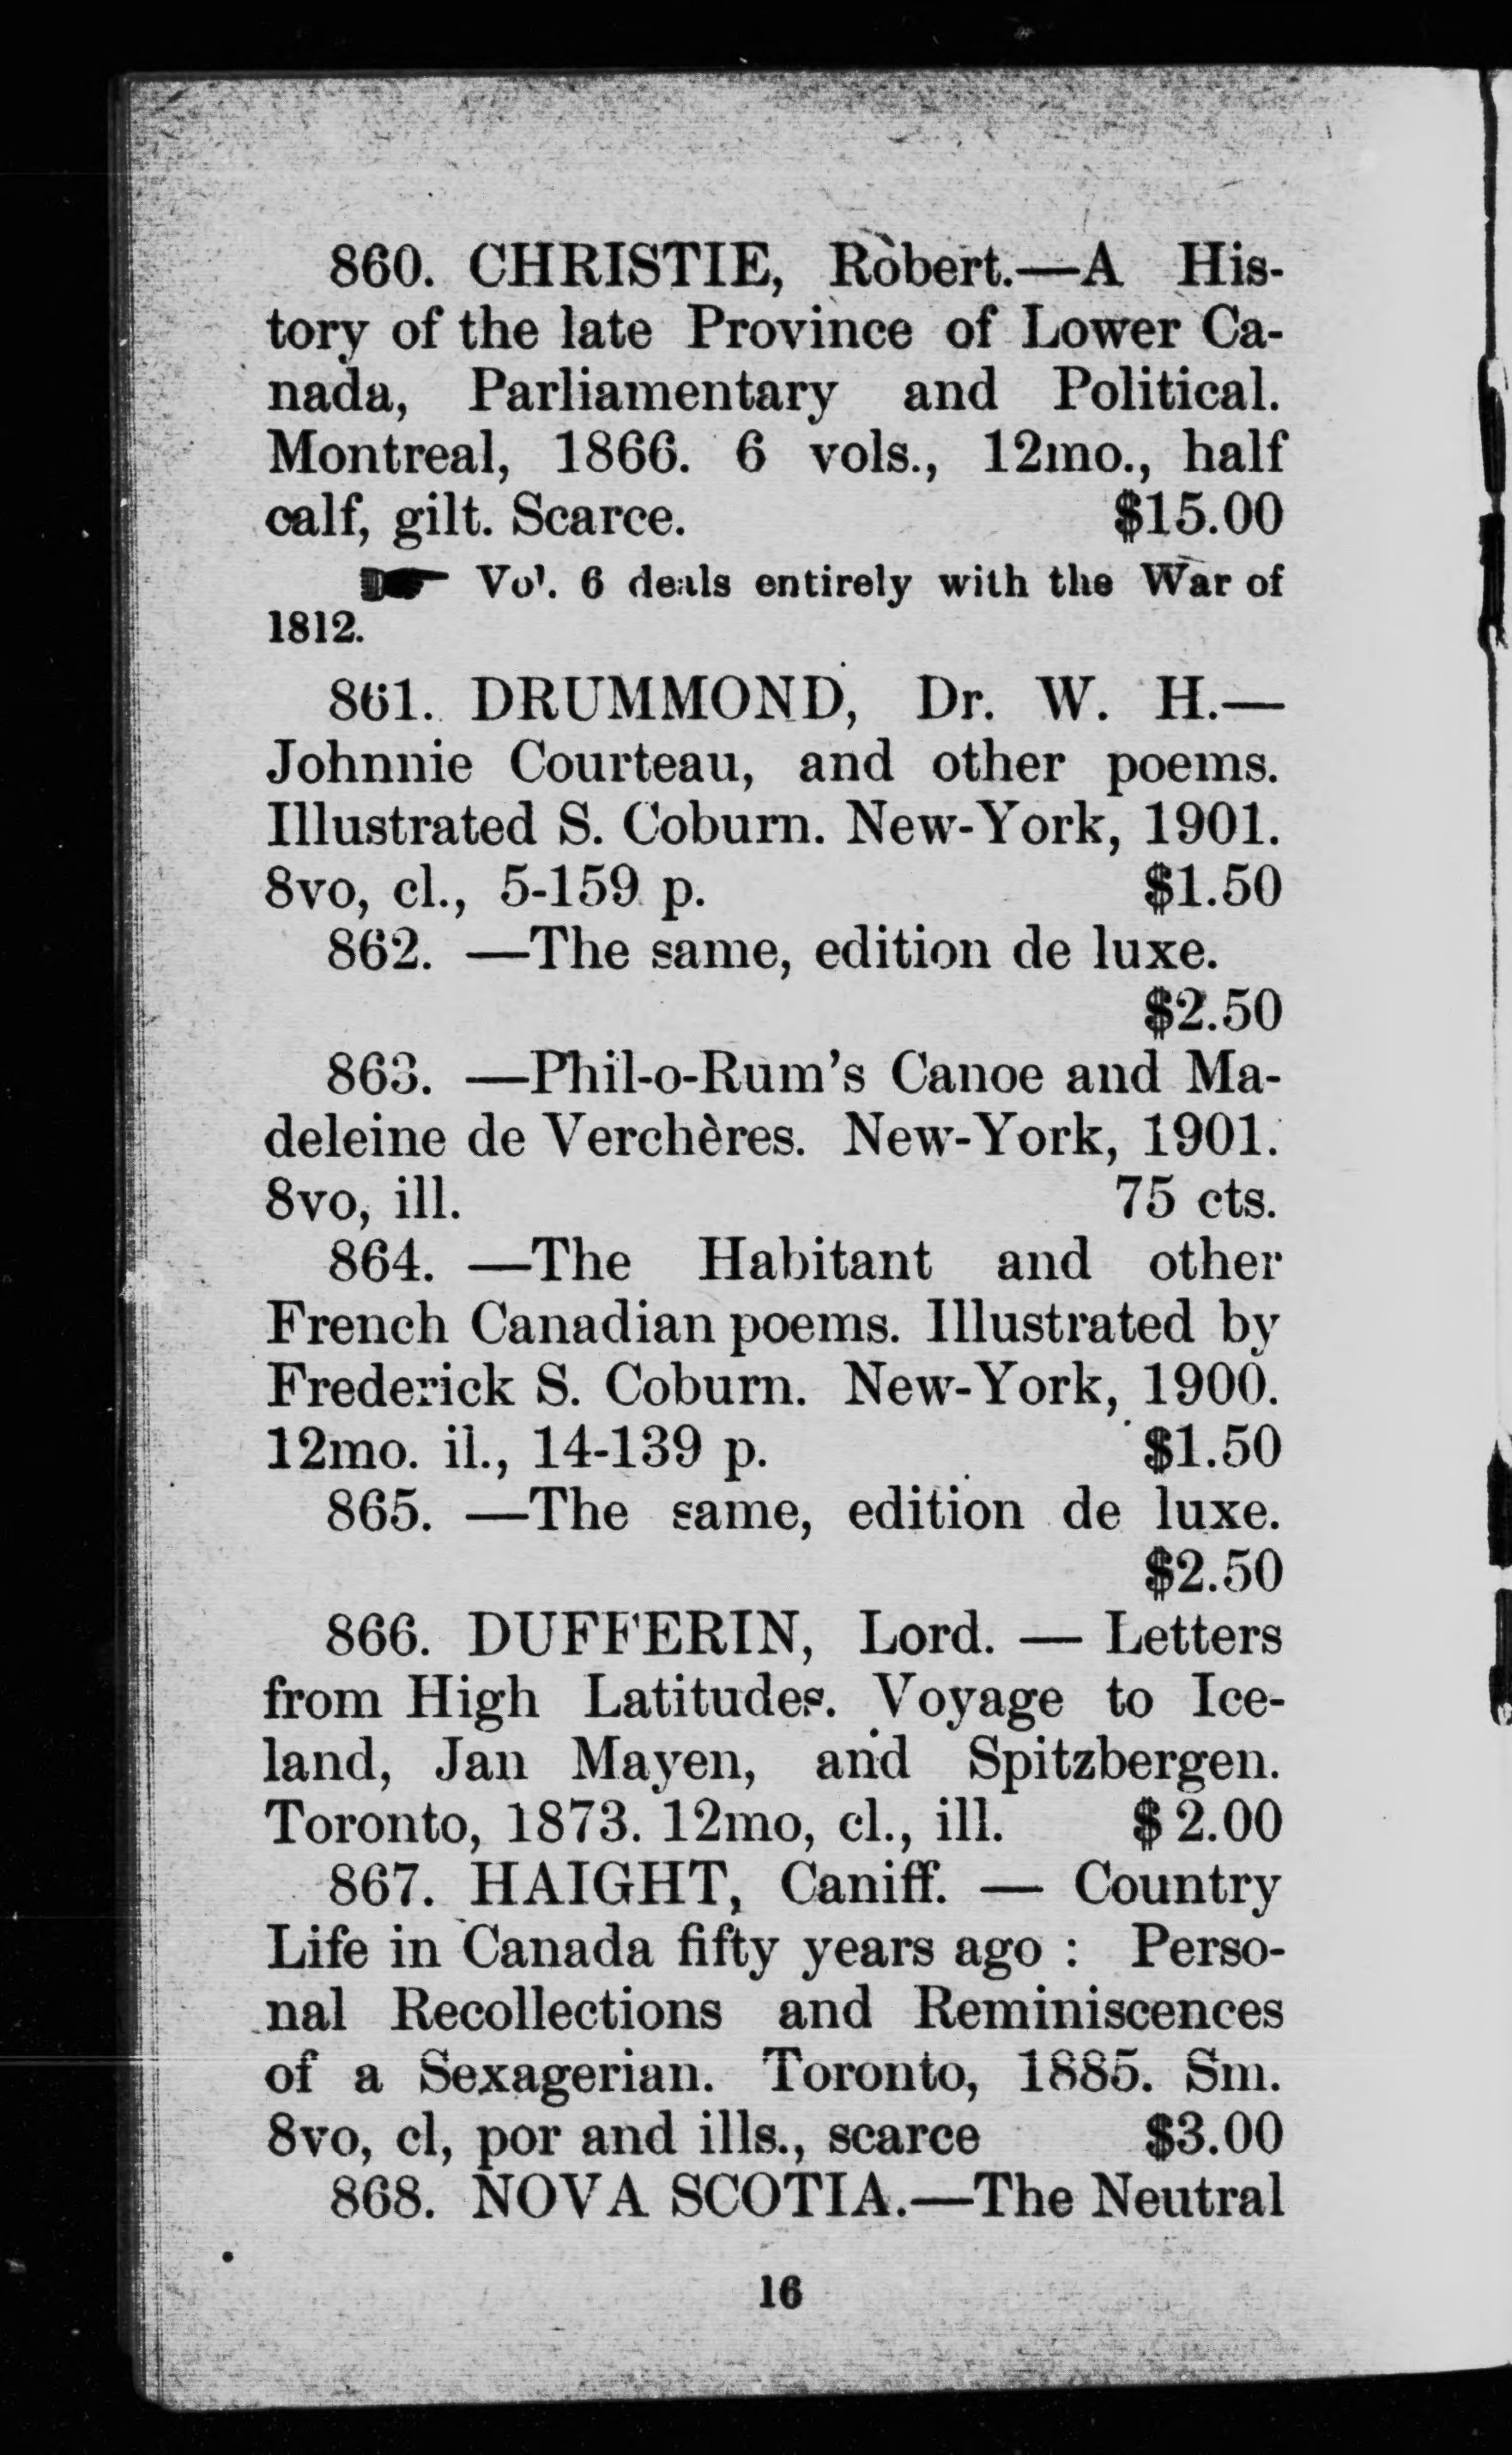 860. CHRISTIE, Robert.—A His-
tory of the late Province of Lower Ca-
nada, Parliamentary and Political.
Montreal, 1866. 6 vols., 12mo., half
calf, gilt. Scarce. $15.00
☛ Vol. 6 deals entirely with the War of
1812.
861. DRUMMOND, Dr. W. H.—
Johnnie Courteau, and other poems.
Illustrated S. Coburn. New-York, 1901.
8vo, cl., 5-159 p. $1.50
862. —The same, edition de luxe.
$2.50
863. —Phil-o-Rum's Canoe and Ma-
deleine de Verchères. New-York, 1901.
8vo, ill. 75 cts.
864. —The Habitant and other
French Canadian poems. Illustrated by
Frederick S. Coburn. New-York, 1900.
12mo. il., 14-139 p. $1.50
865. —The same, edition de luxe.
$2.50
866. DUFFERIN, Lord. — Letters
from High Latitudes. Voyage to Ice-
land, Jan Mayen, and Spitzbergen.
Toronto, 1873. 12mo, cl., ill. $ 2.00
867. HAIGHT, Caniff. — Country
Life in Canada fifty years ago : Perso-
nal Recollections and Reminiscences
of a Sexagerian. Toronto, 1885. Sm.
8vo, cl, por and ills., scarce $3.00
868. NOVA SCOTIA.—The Neutral
16